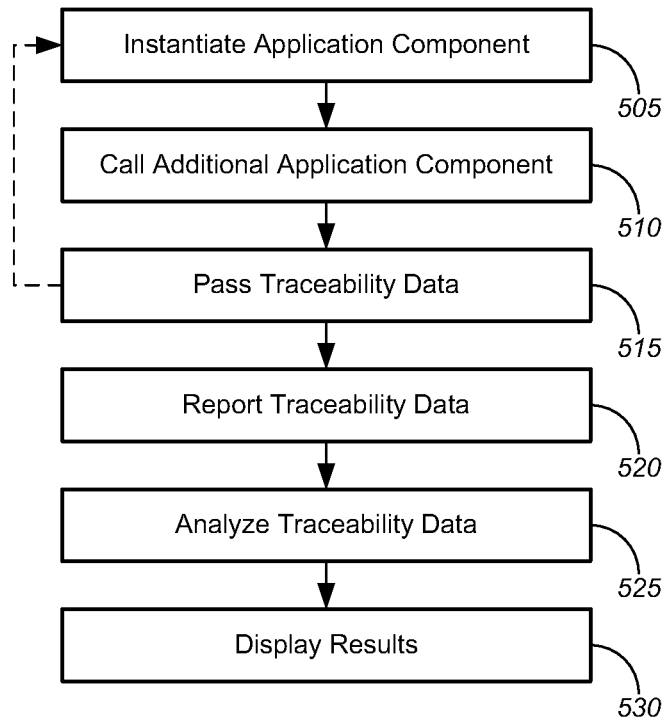 Instantiate Application Component
505
Call Additional Application Component
510
Pass Traceability Data
515
Report Traceability Data
520
Analyze Traceability Data
525
Display Results
530